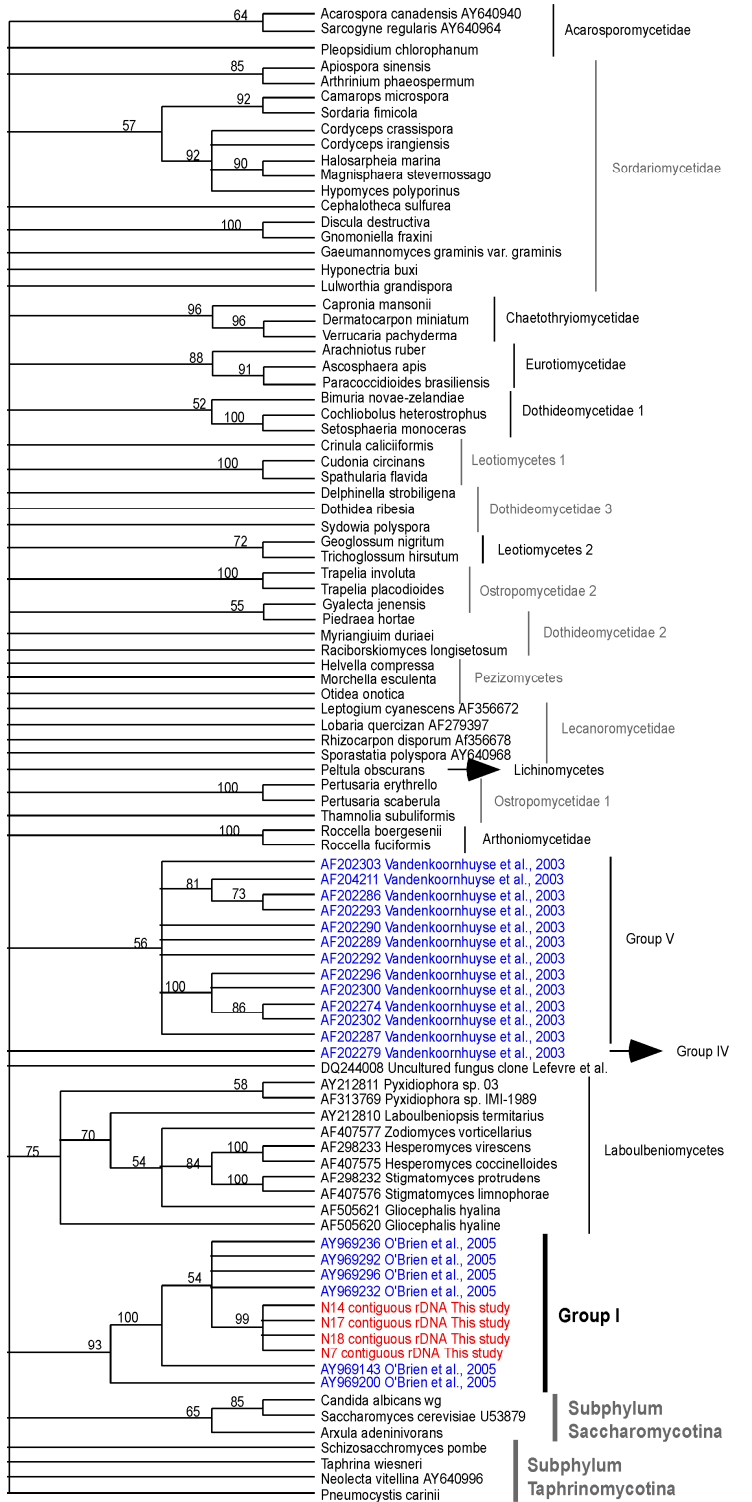 64
Acarospora canadensis AY640940
Sarcogyne regularis AY640964
Acarosporomycetidae
Pleopsidium chlorophanum
85
Apiospora sinensis
Arthrinium phaeospermum
92
Camarops microspora
Sordaria fimicola
57
Cordyceps crassispora
Cordyceps irangiensis
92
90
Halosarpheia marina
Magnisphaera stevemossago
Sordariomycetidae
Hypomyces polyporinus
Cephalotheca sulfurea
100
Discula destructiva
Gnomoniella fraxini
Gaeumannomyces graminis var. graminis
Hyponectria buxi
Lulworthia grandispora
96
Capronia mansonii
96
Dermatocarpon miniatum
Chaetothryiomycetidae
Verrucaria pachyderma
88
Arachniotus ruber
91
Ascosphaera apis
Eurotiomycetidae
Paracoccidioides brasiliensis
52
Bimuria novae-zelandiae
100
Cochliobolus heterostrophus
Dothideomycetidae 1
Setosphaeria monoceras
Crinula caliciiformis
100
Cudonia circinans
Leotiomycetes 1
Spathularia flavida
Delphinella strobiligena
Dothidea ribesia
Dothideomycetidae 3
Sydowia polyspora
72
Geoglossum nigritum
Trichoglossum hirsutum
Leotiomycetes 2
100
Trapelia involuta
Trapelia placodioides
Ostropomycetidae 2
55
Gyalecta jenensis
Piedraea hortae
Myriangiuim duriaei
Dothideomycetidae 2
Raciborskiomyces longisetosum
Helvella compressa
Morchella esculenta
Pezizomycetes
Otidea onotica
Leptogium cyanescens AF356672
Lobaria quercizan AF279397
Lecanoromycetidae
Rhizocarpon disporum Af356678
Sporastatia polyspora AY640968
Peltula obscurans
Lichinomycetes
100
Pertusaria erythrello
Pertusaria scaberula
Ostropomycetidae 1
Thamnolia subuliformis
100
Roccella boergesenii
Roccella fuciformis
Arthoniomycetidae
AF202303 Vandenkoornhuyse et al., 2003
81
AF204211 Vandenkoornhuyse et al., 2003
73
AF202286 Vandenkoornhuyse et al., 2003
AF202293 Vandenkoornhuyse et al., 2003
AF202290 Vandenkoornhuyse et al., 2003
56
AF202289 Vandenkoornhuyse et al., 2003
Group V
AF202292 Vandenkoornhuyse et al., 2003
AF202296 Vandenkoornhuyse et al., 2003
100
AF202300 Vandenkoornhuyse et al., 2003
86
AF202274 Vandenkoornhuyse et al., 2003
AF202302 Vandenkoornhuyse et al., 2003
AF202287 Vandenkoornhuyse et al., 2003
AF202279 Vandenkoornhuyse et al., 2003
Group IV
DQ244008 Uncultured fungus clone Lefevre et al.
58
AY212811 Pyxidiophora sp. 03
AF313769 Pyxidiophora sp. IMI-1989
AY212810 Laboulbeniopsis termitarius
70
AF407577 Zodiomyces vorticellarius
75
100
AF298233 Hesperomyces virescens
Laboulbeniomycetes
54
84
AF407575 Hesperomyces coccinelloides
100
AF298232 Stigmatomyces protrudens
AF407576 Stigmatomyces limnophorae
AF505621 Gliocephalis hyalina
AF505620 Gliocephalis hyaline
AY969236 O'Brien et al., 2005
AY969292 O'Brien et al., 2005
54
AY969296 O'Brien et al., 2005
AY969232 O'Brien et al., 2005
100
99
N14 contiguous rDNA This study
Group I
N17 contiguous rDNA This study
93
N18 contiguous rDNA This study
N7 contiguous rDNA This study
AY969143 O'Brien et al., 2005
AY969200 O'Brien et al., 2005
85
Candida albicans wg
65
Saccharomyces cerevisiae U53879
Subphylum
Saccharomycotina
Arxula adeninivorans
Schizosacchromyces pombe
Taphrina wiesneri
Subphylum
Taphrinomycotina
Neolecta vitellina AY640996
Pneumocystis carinii